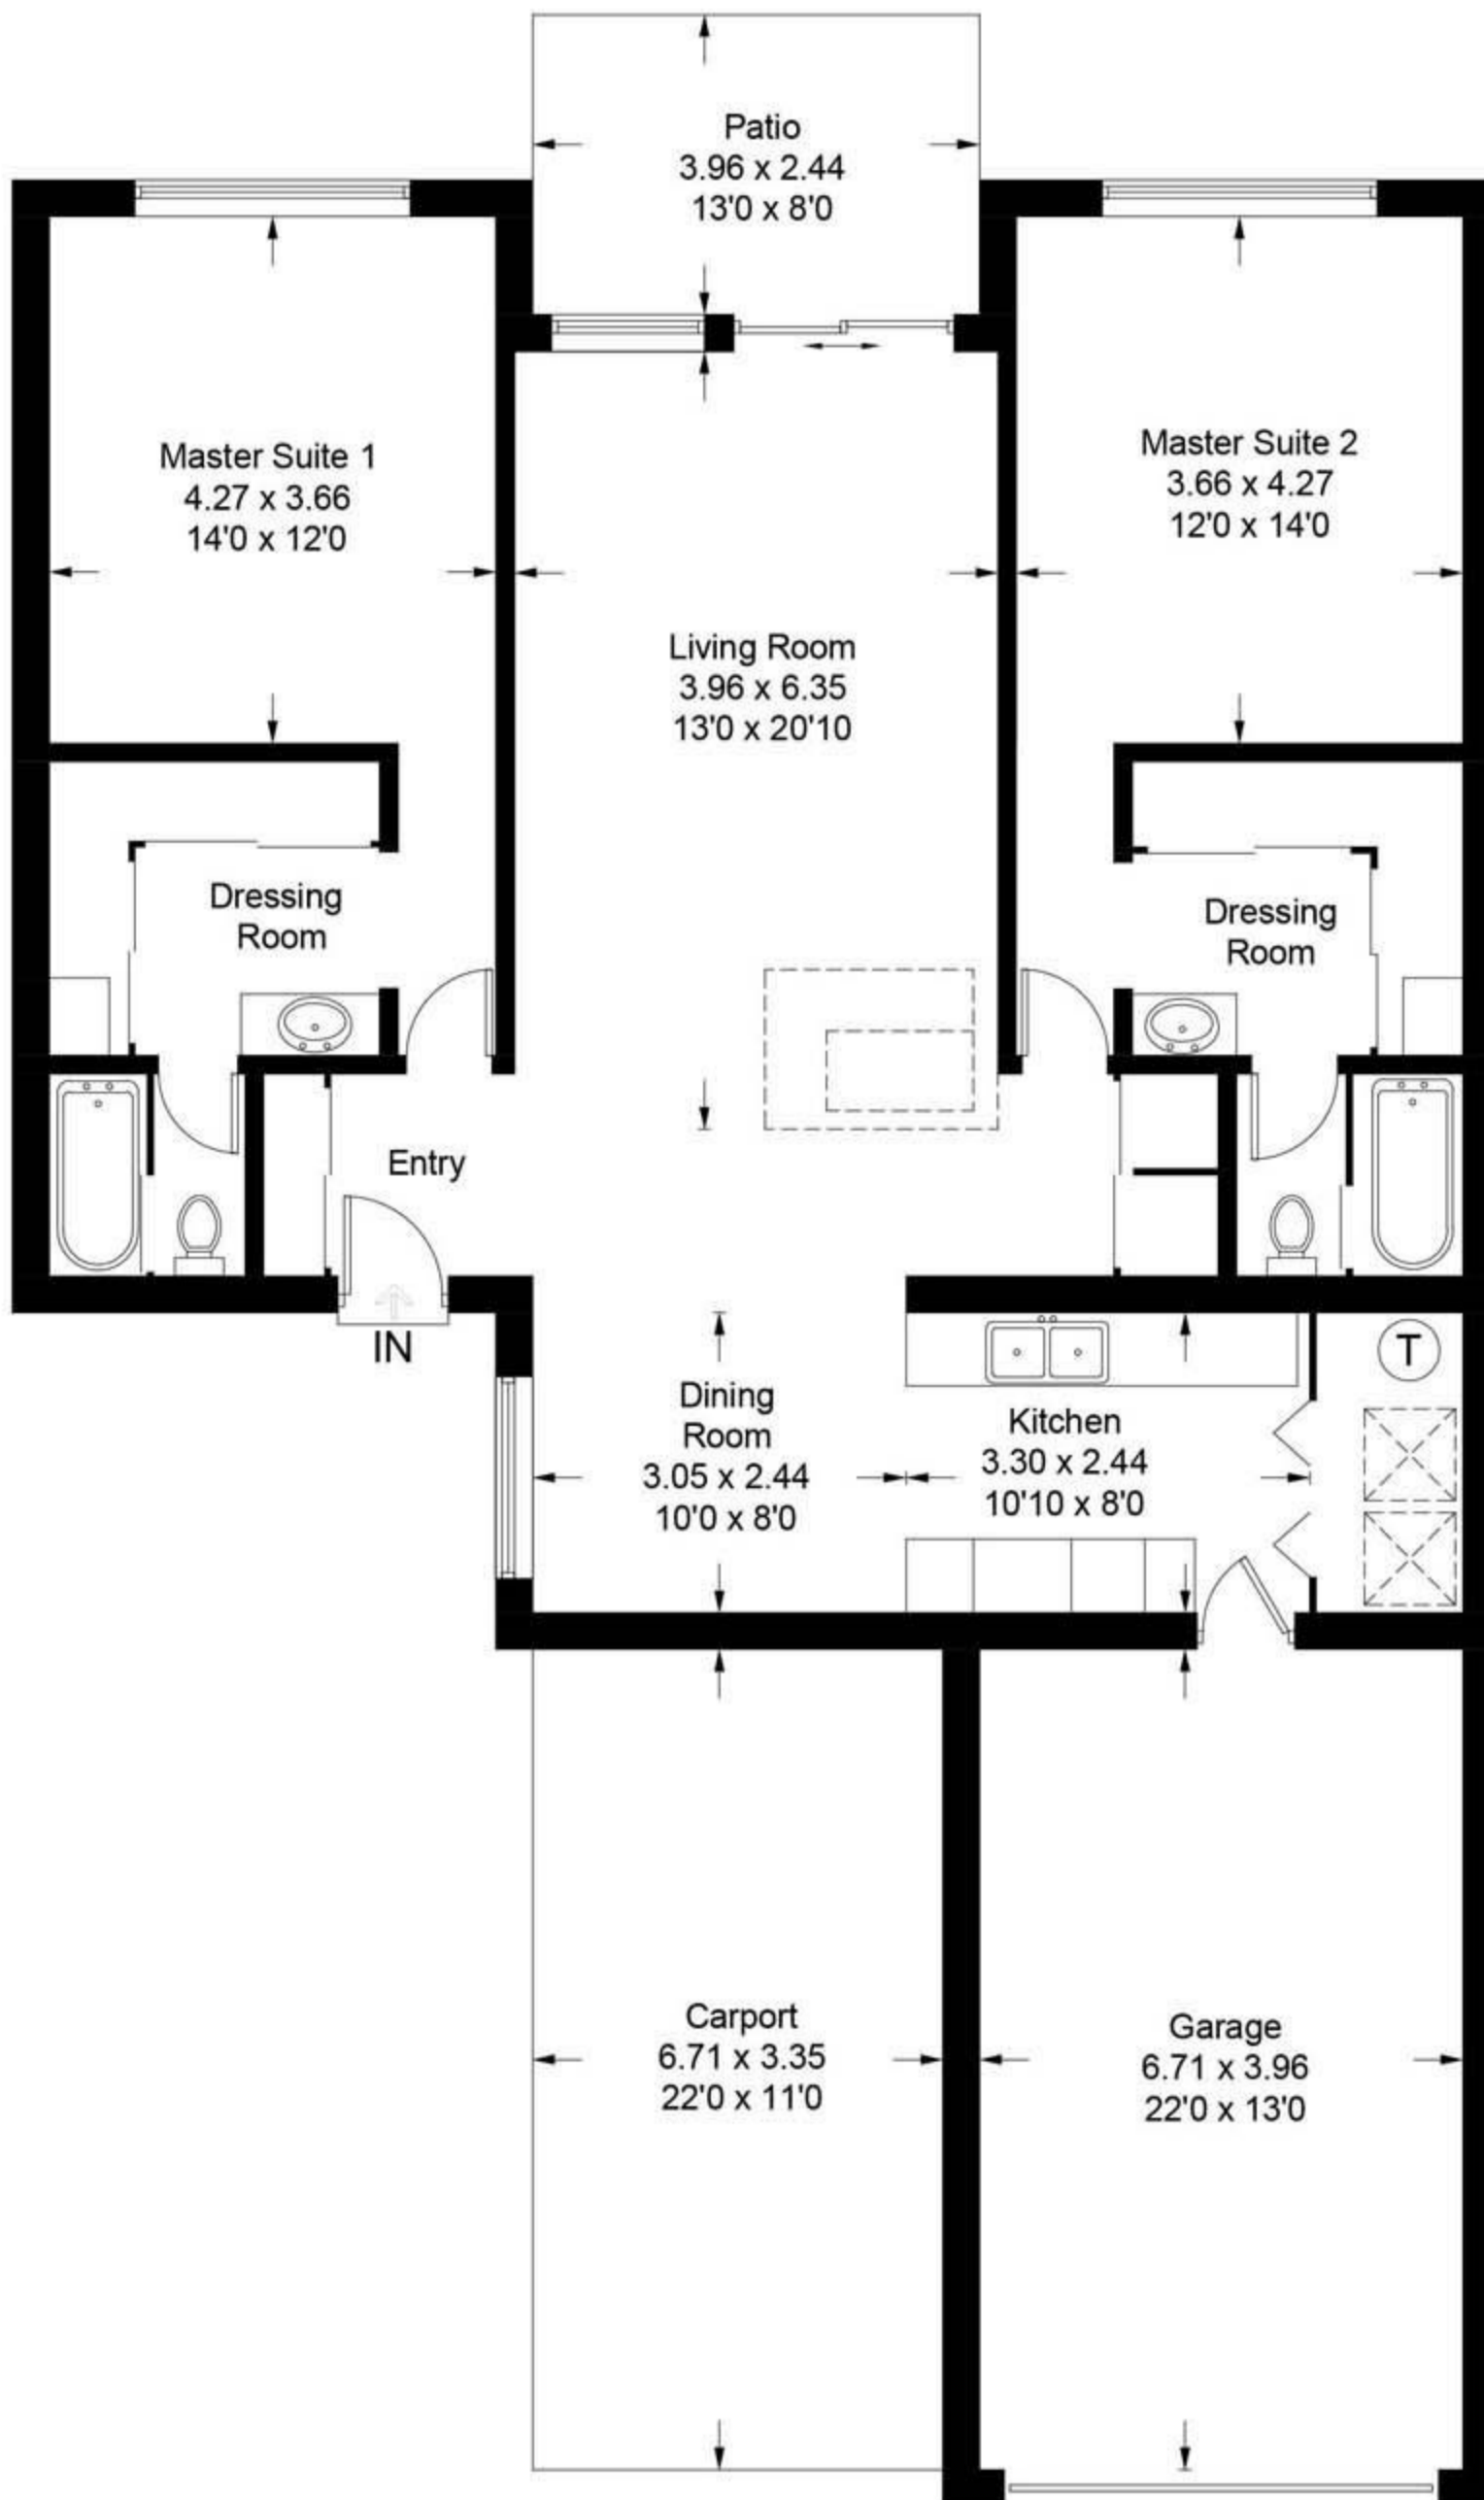 Patio
3.96 x 2.44
13'0 x 8'0
Master Suite 1
4.27 x 3.66
14'0 x 12'0
Master Suite 2
3.66 x 4.27
12'0 x 14'0
Living Room
3.96 x 6.35
13'0 x 20'10
Dressing
Room
Dressing
Room
Entry
IN
Dining
Room
3.05 x 2.44
10'0 x 8'0
Kitchen
3.30 x 2.44
10'10 x 8'0
T
Carport
6.71 x 3.35
22'0 x 11'0
Garage
6.71 x 3.96
22'0 x 13'0